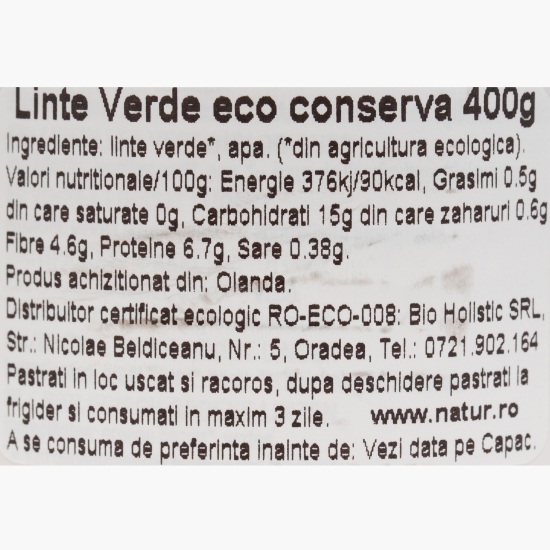 Linte Verde eco conserva 400g
Ingrediente: linte verde*, apa. (*din agricultura ecologica).
Valori nutritionale/100g: Energie 376kj/90kcal, Grasimi 0.5g
din care saturate 0g, Carbohidrati 15g din care zaharuri 0.6g
Fibre 4.6g, Proteine 6.7g, Sare 0.38g.
Produs achizitionat din: Olanda.
Distribuitor certificat ecologic RO-ECO-008: Bio Holistic SRL,
Str.: Nicolae Beldiceanu, Nr.: 5, Oradea, Tel.: 0721.902.164
Pastrati in loc uscat si racoros, dupa deschidere pastrati la
frigider si consumati in maxim 3 zile. www.natur.ro
A se consuma de preferinta inainte de: Vezi data pe Capac.